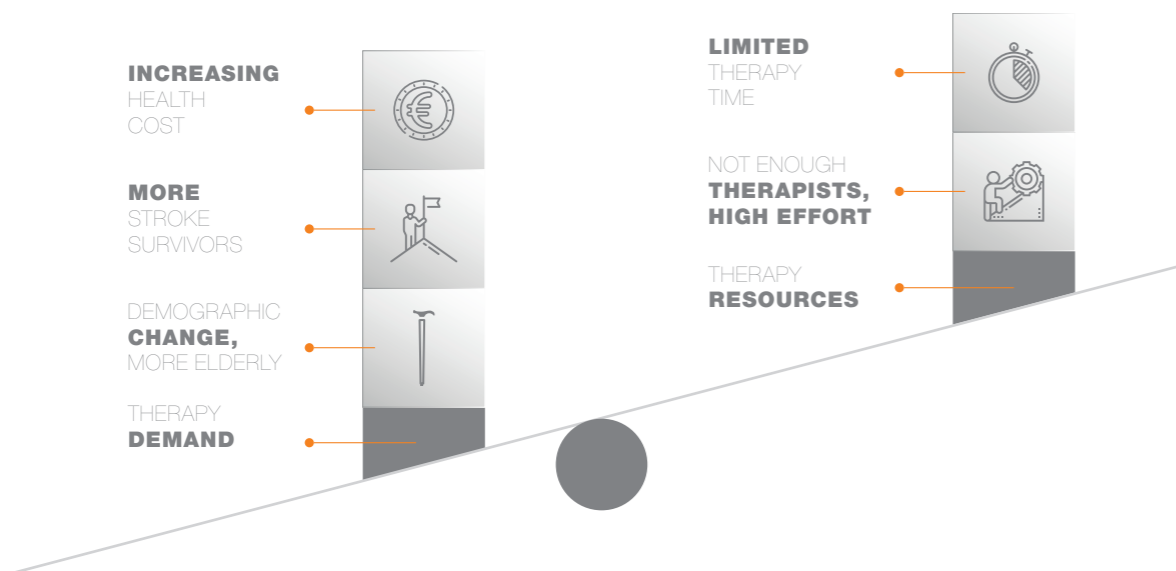 INCREASING
HEALTH
COST
MORE
STROKE
SURVIVORS
DEMOGRAPHIC
CHANGE,
MORE ELDERLY
THERAPY
DEMAND
LIMITED
THERAPY
TIME
NOT ENOUGH
THERAPISTS,
HIGH EFFORT
THERAPY
RESOURCES